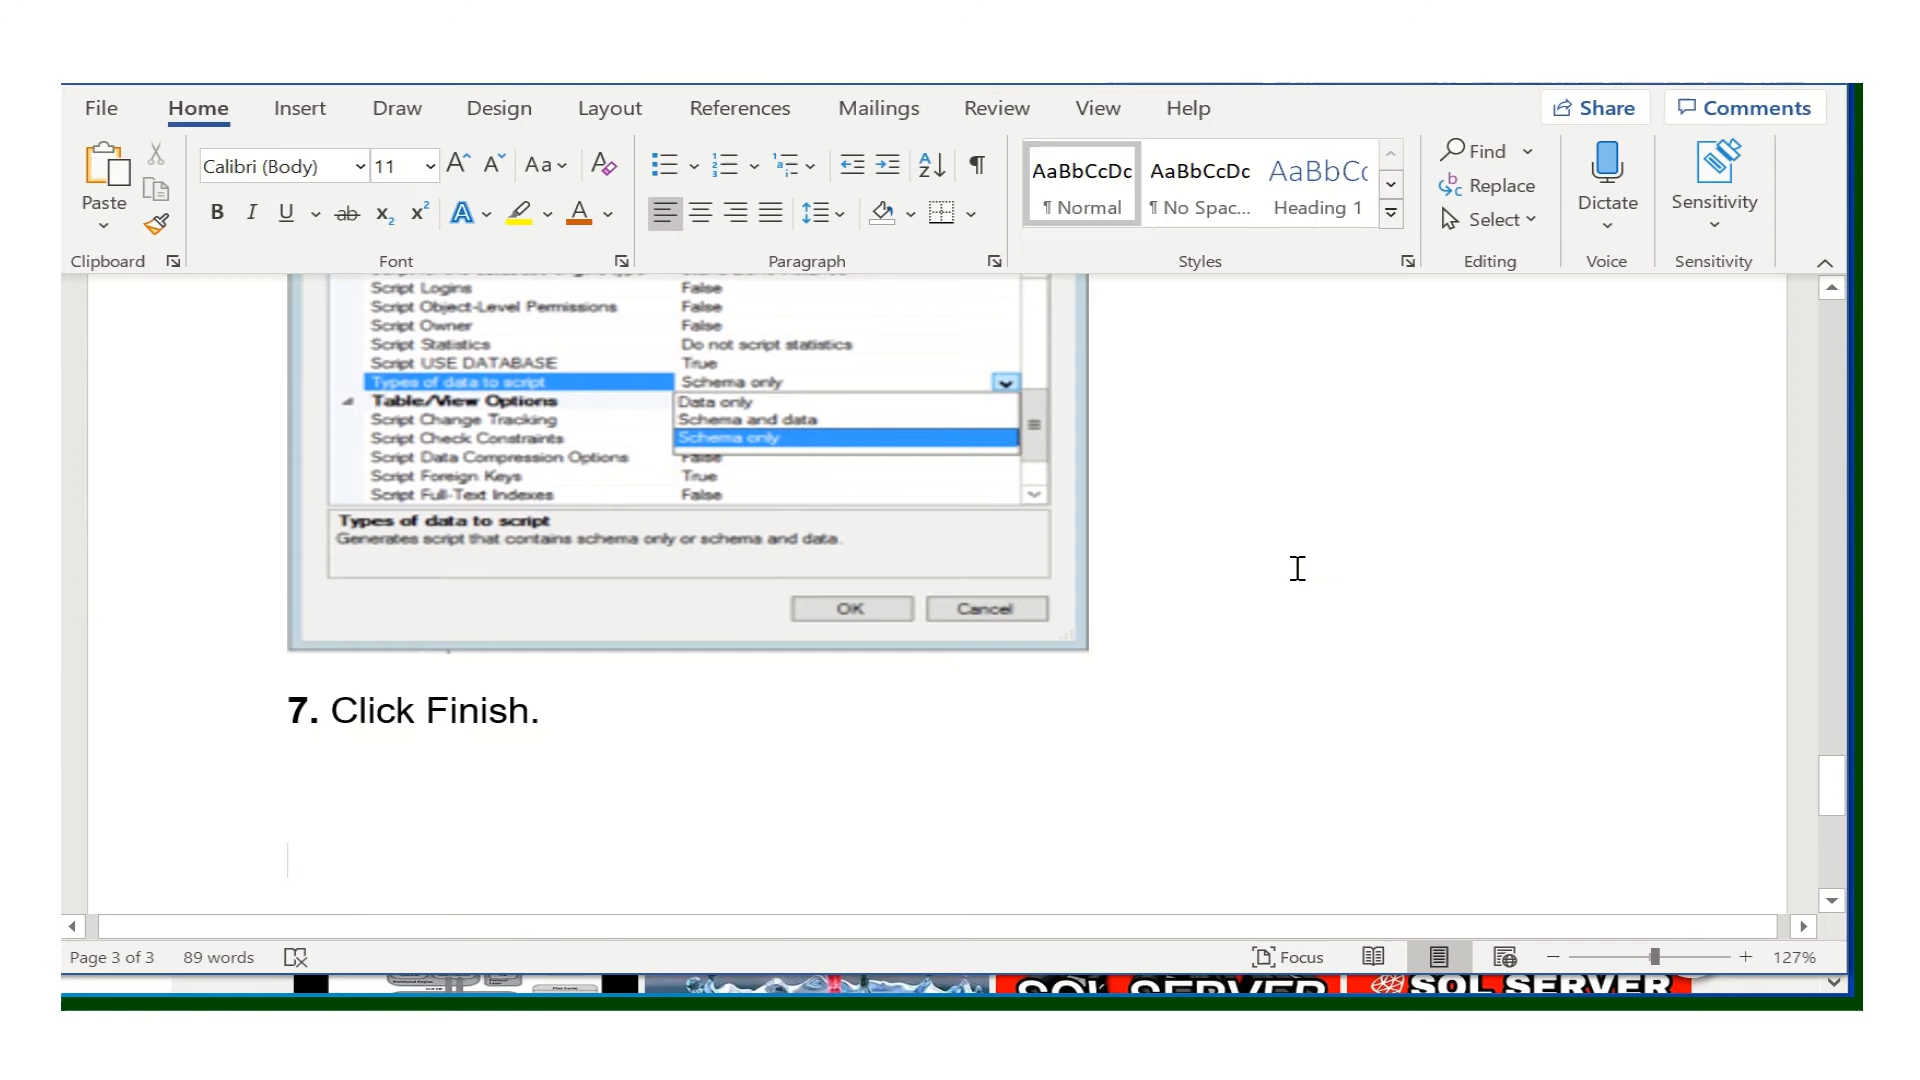 File Home Insert Draw Design Layout References Mailings Review View Help Share Comments
Paste
Calibri (Body) 11 Aa
B I U ab x2 x2 A A
AaBbCcDc AaBbCcDc AaBbCc
¶ Normal ¶ No Spac... Heading 1
Find
Replace
Select
Dictate
Sensitivity
Clipboard Font Paragraph Styles Editing Voice Sensitivity
Script Logins False
Script Object-Level Permissions False
Script Owner False
Script Statistics Do not script statistics
Script USE DATABASE True
Types of data to script Schema only
Table/View Options Data only
Script Change Tracking Schema and data
Script Check Constraints Schema only
Script Data Compression Options False
Script Foreign Keys True
Script Full-Text Indexes False
Types of data to script
Generates script that contains schema only or schema and data.
OK Cancel
7. Click Finish.
Page 3 of 3 89 words Focus 127%
SQL SERVER SQL SERVER